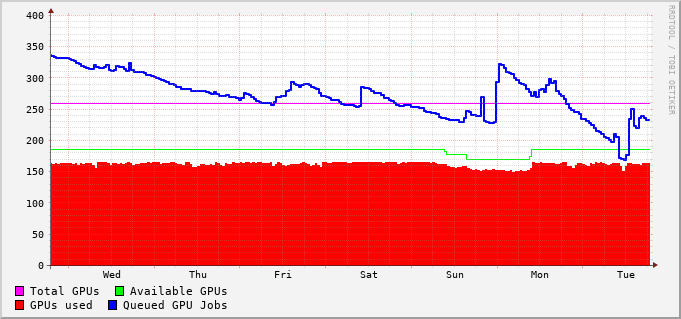 400
350
300
250
200
150
100
50
0
Wed Thu Fri Sat Sun Mon Tue
Total GPUs Available GPUs
GPUs used Queued GPU Jobs
RRDTOOL / TOBI OETIKER